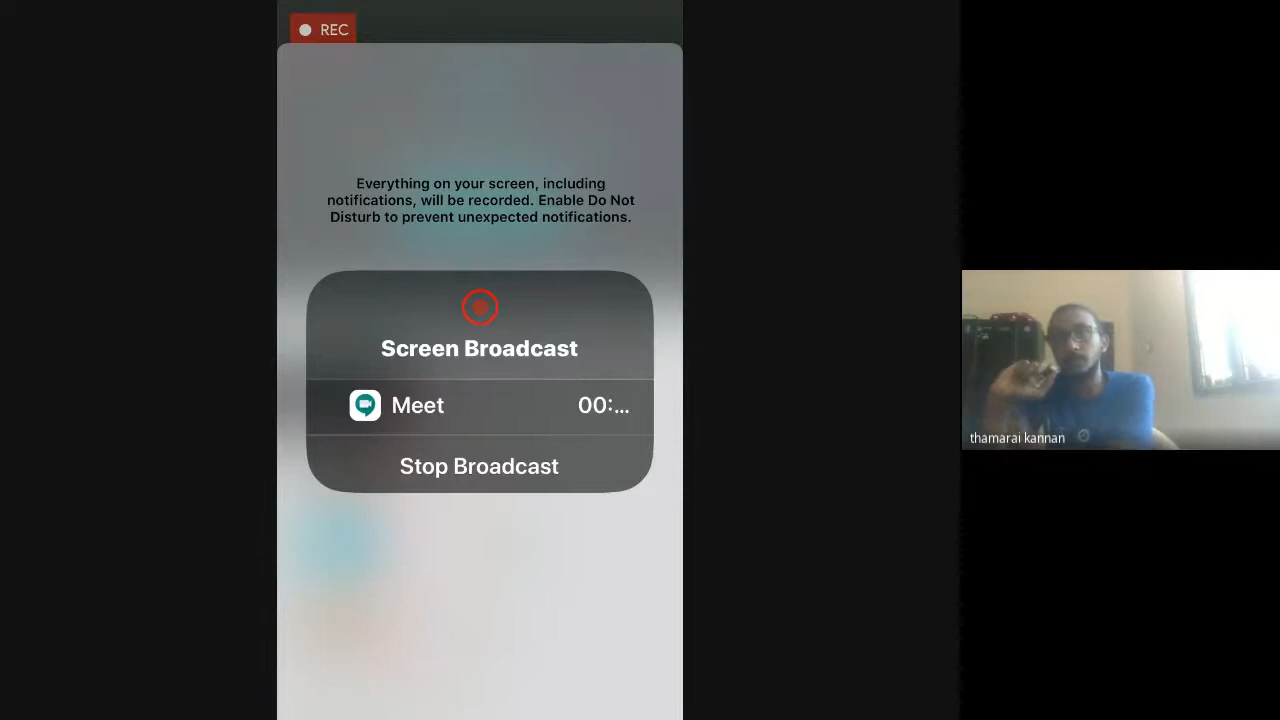 REC
Everything on your screen, including
notifications, will be recorded. Enable Do Not
Disturb to prevent unexpected notifications.
Screen Broadcast
Meet 00:...
Stop Broadcast
thamarai kannan